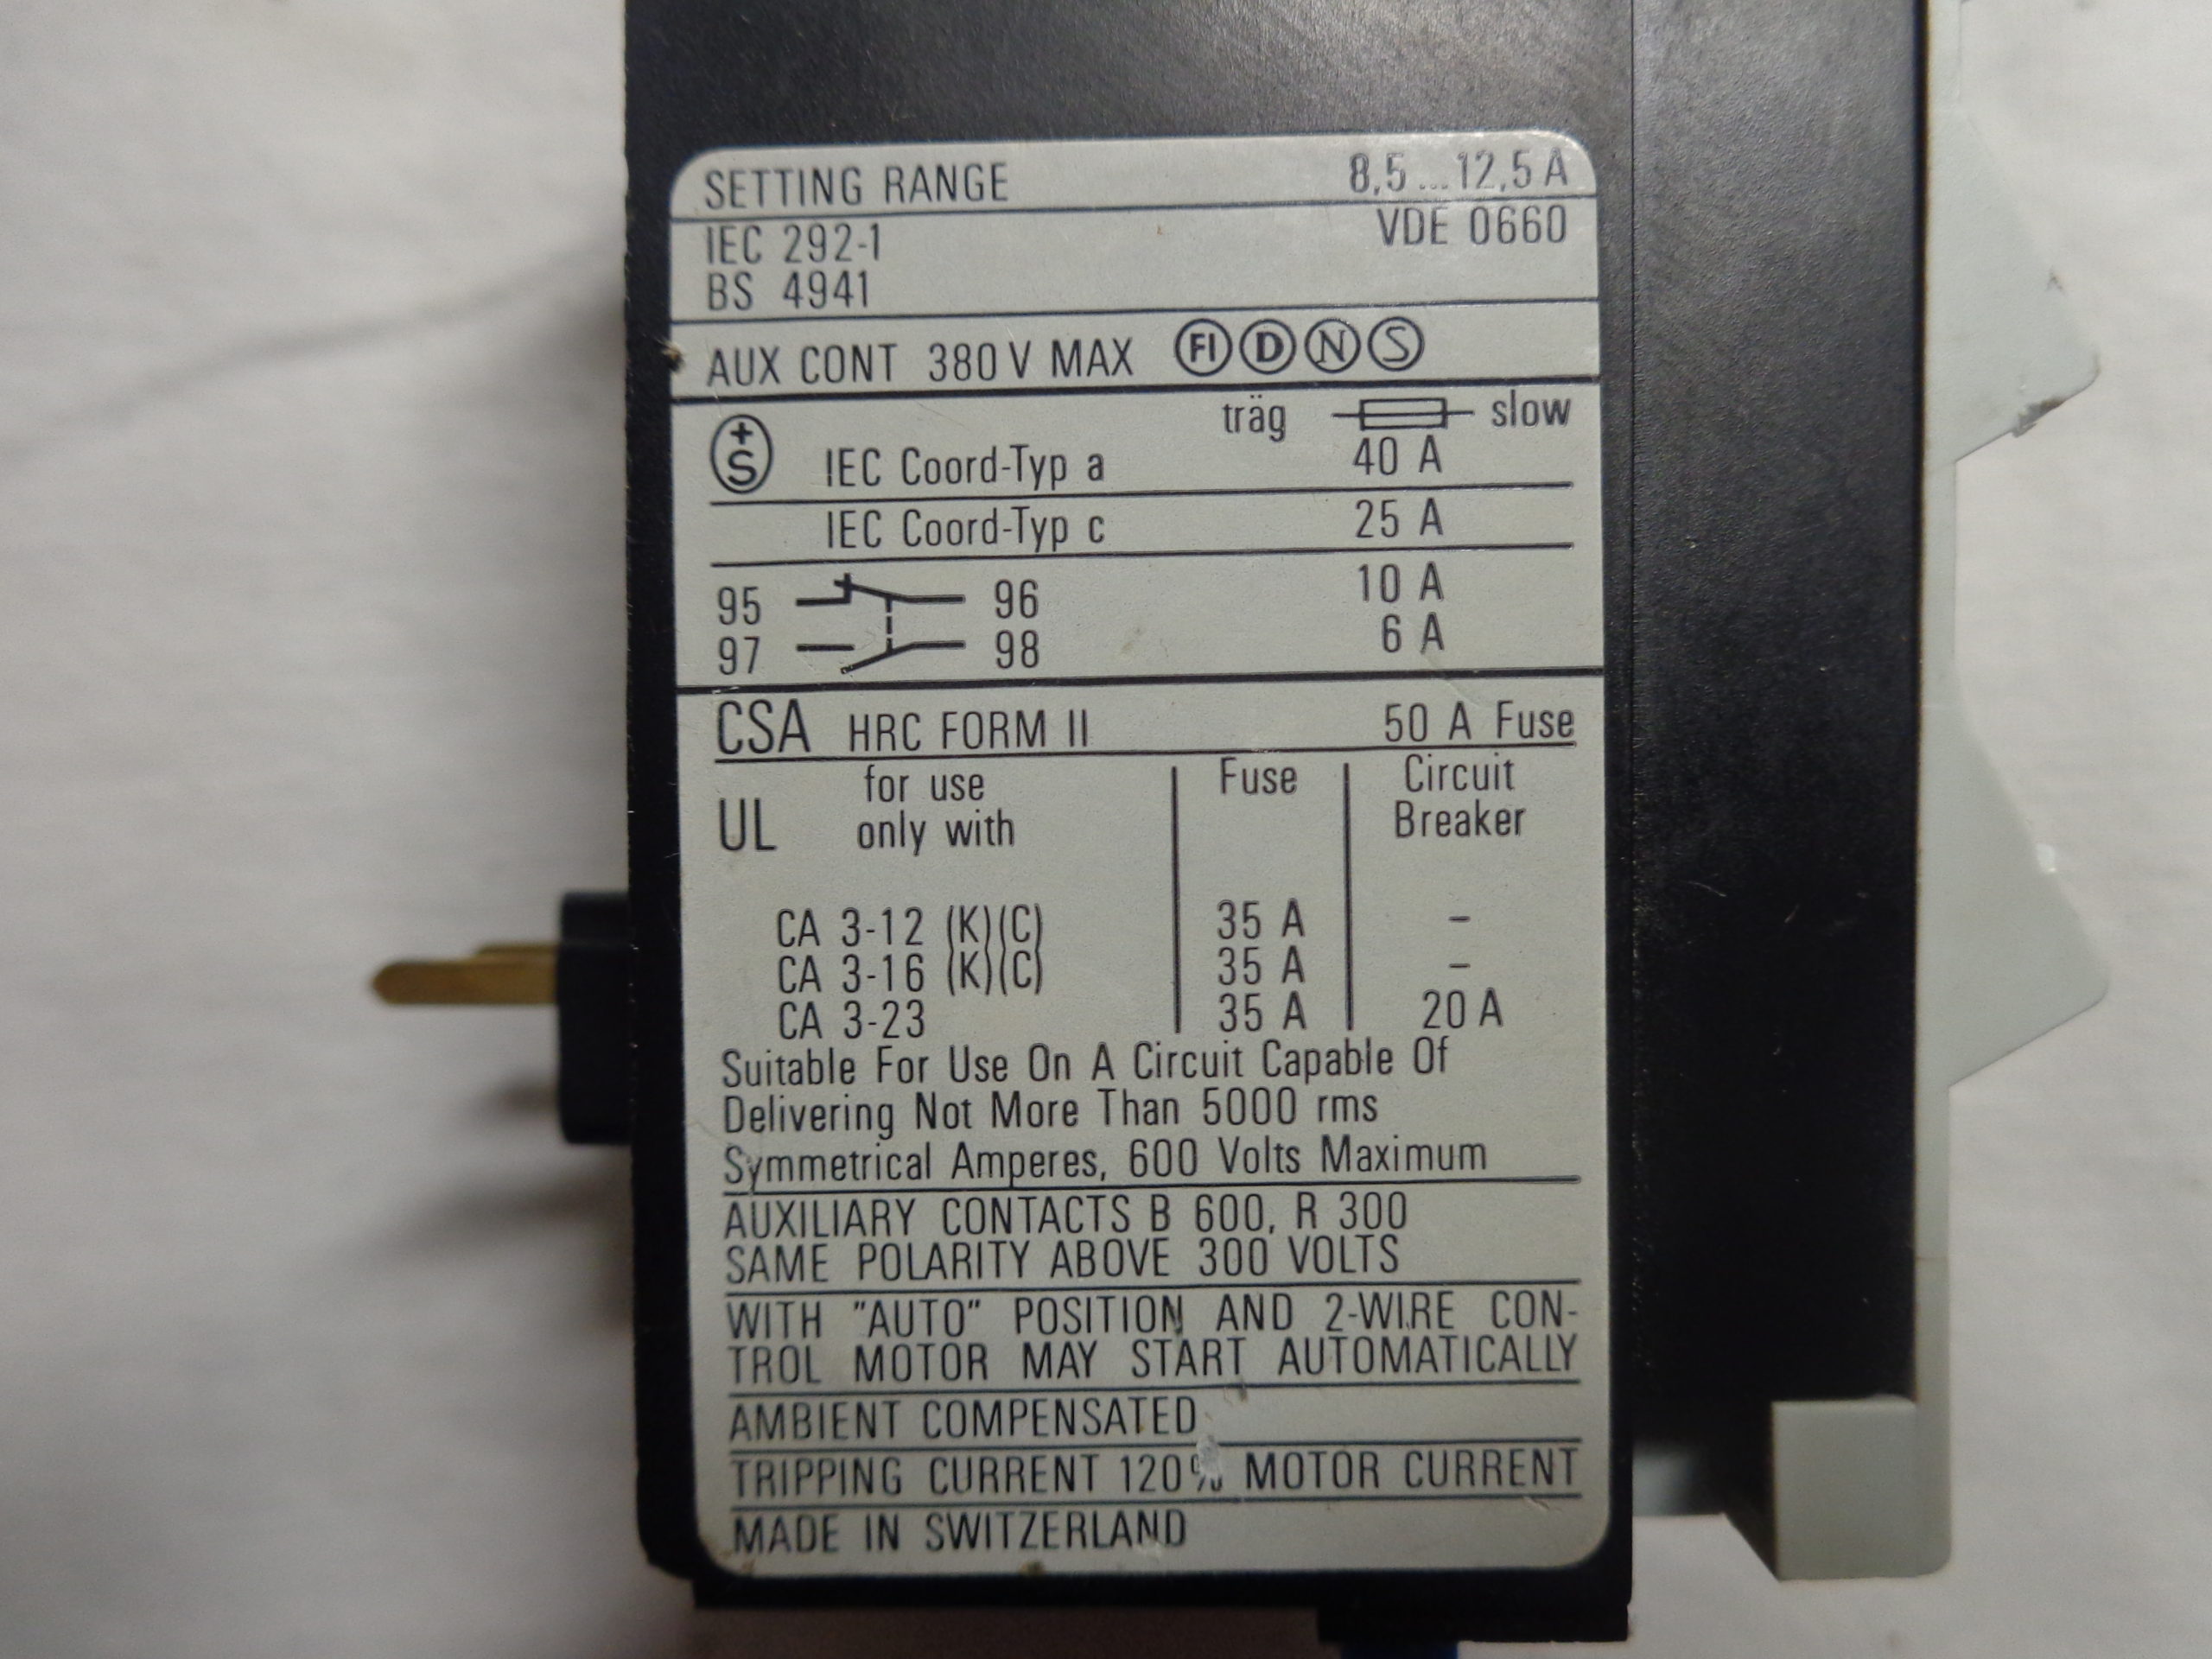 SETTING RANGE 8,5...12,5 A
IEC 292-1 VDE 0660
BS 4941
AUX CONT 380 V MAX FI D N S
träg slow
+S IEC Coord-Typ a 40 A
IEC Coord-Typ c 25 A
95 96 10 A
97 98 6 A
CSA HRC FORM II 50 A Fuse
for use Fuse Circuit
UL only with Breaker
CA 3-12 (K)(C) 35 A –
CA 3-16 (K)(C) 35 A –
CA 3-23 35 A 20 A
Suitable For Use On A Circuit Capable Of
Delivering Not More Than 5000 rms
Symmetrical Amperes, 600 Volts Maximum
AUXILIARY CONTACTS B 600, R 300
SAME POLARITY ABOVE 300 VOLTS
WITH "AUTO" POSITION AND 2-WIRE CON-
TROL MOTOR MAY START AUTOMATICALLY
AMBIENT COMPENSATED
TRIPPING CURRENT 120% MOTOR CURRENT
MADE IN SWITZERLAND